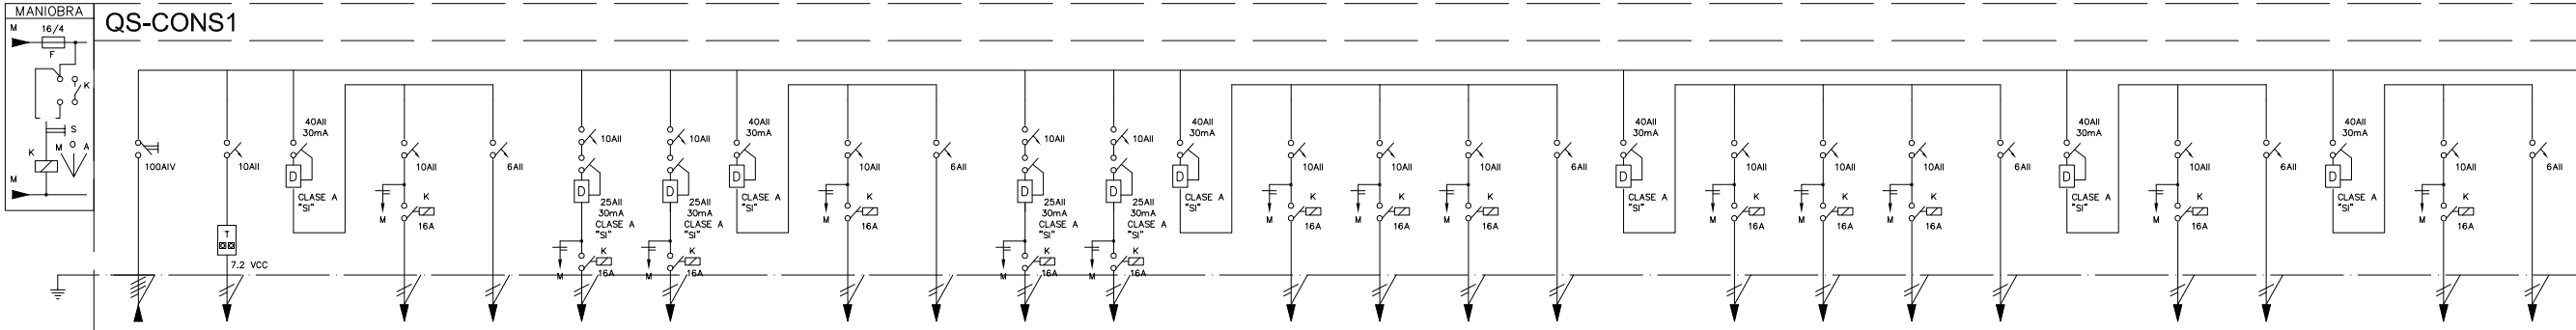 MANIOBRA
M
16/4
F
K
S
M O A
K
M
QS-CONS1
100AIV
10AII
T
7.2 VCC
40AII
30mA
D
CLASE A
"SI"
10AII
K
M
16A
6AII
10AII
D
25AII
30mA
CLASE A
"SI"
K
M
16A
10AII
D
25AII
30mA
CLASE A
"SI"
K
M
16A
40AII
30mA
D
CLASE A
"SI"
10AII
K
M
16A
6AII
10AII
D
25AII
30mA
CLASE A
"SI"
K
M
16A
10AII
D
25AII
30mA
CLASE A
"SI"
K
M
16A
40AII
30mA
D
CLASE A
"SI"
10AII
K
M
16A
10AII
K
M
16A
10AII
K
M
16A
6AII
40AII
30mA
D
CLASE A
"SI"
10AII
K
M
16A
10AII
K
M
16A
10AII
K
M
16A
6AII
40AII
30mA
D
CLASE A
"SI"
10AII
K
M
16A
6AII
40AII
30mA
D
CLASE A
"SI"
10AII
K
M
16A
6AII